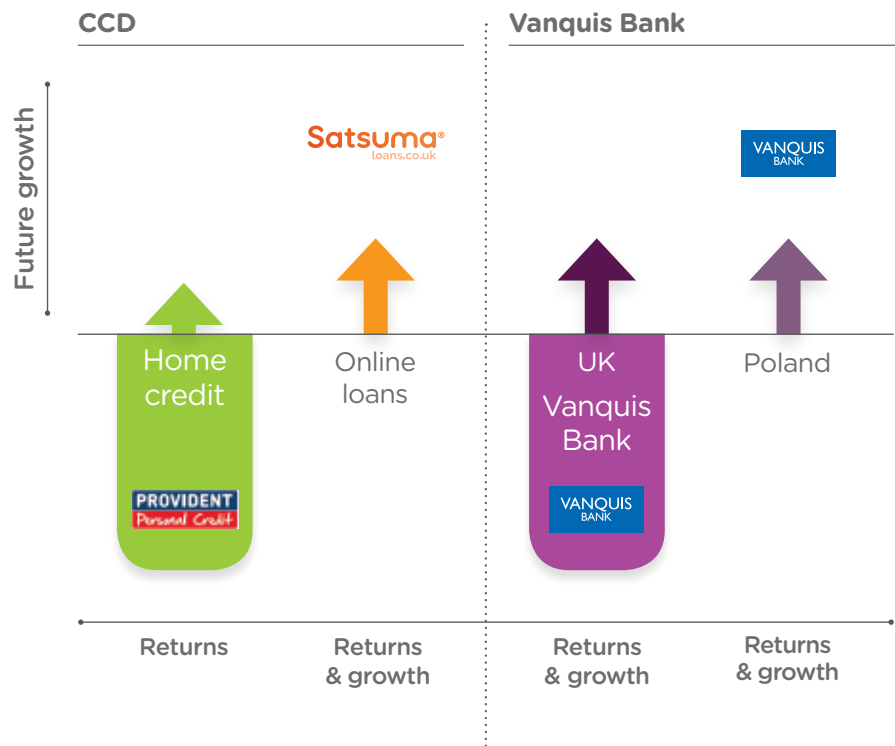 CCD
Vanquis Bank
Future growth
Satsuma®
loans.co.uk
VANQUIS
BANK
Home
credit
Online
loans
UK
Vanquis
Bank
Poland
PROVIDENT
Personal Credit
VANQUIS
BANK
Returns
Returns
& growth
Returns
& growth
Returns
& growth